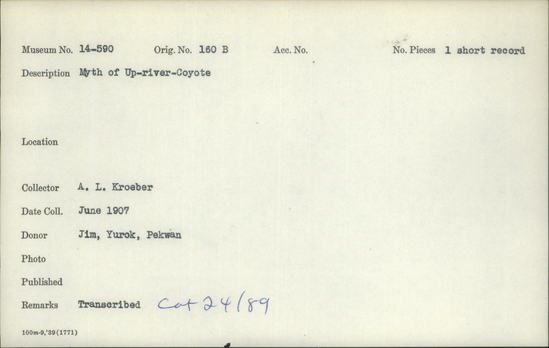 Museum No. 14-590 Orig. No. 160 B Acc. No. No. Pieces 1 short record
Description Myth of Up-river-Coyote
Location
Collector A. L. Kroeber
Date Coll. June 1907
Donor Jim, Yurok, Pekwan
Photo
Published
Remarks Transcribed Cat 24/89
100m-9,'39(1771)